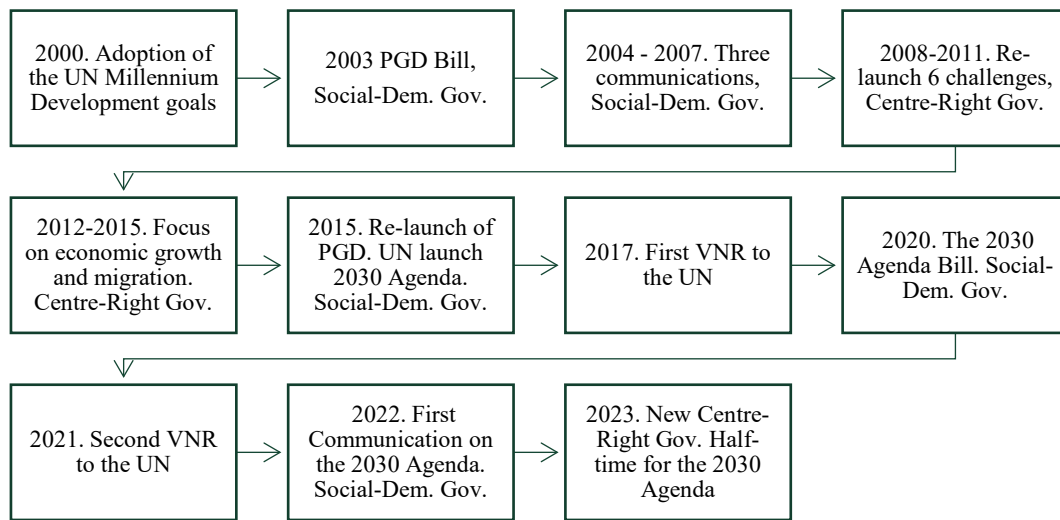 2000. Adoption of
the UN Millennium
Development goals
2003 PGD Bill,
Social-Dem. Gov.
2004 - 2007. Three
communications,
Social-Dem. Gov.
2008-2011. Re-
launch 6 challenges,
Centre-Right Gov.
2012-2015. Focus
on economic growth
and migration.
Centre-Right Gov.
2015. Re-launch of
PGD. UN launch
2030 Agenda.
Social-Dem. Gov.
2017. First VNR to
the UN
2020. The 2030
Agenda Bill. Social-
Dem. Gov.
2021. Second VNR
to the UN
2022. First
Communication on
the 2030 Agenda.
Social-Dem. Gov.
2023. New Centre-
Right Gov. Half-
time for the 2030
Agenda